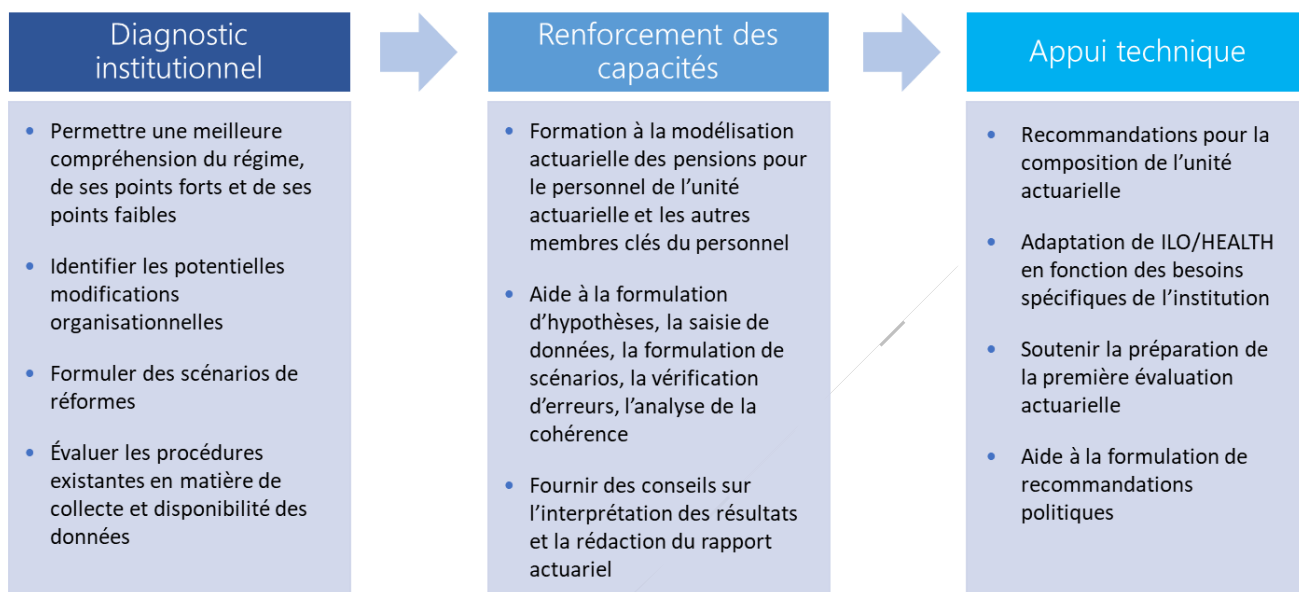 Diagnostic
institutionnel
• Permettre une meilleure
compréhension du régime,
de ses points forts et de ses
points faibles
• Identifier les potentielles
modifications
organisationnelles
• Formuler des scénarios de
réformes
• Évaluer les procédures
existantes en matière de
collecte et disponibilité des
données
Renforcement des
capacités
• Formation à la modélisation
actuarielle des pensions pour
le personnel de l’unité
actuarielle et les autres
membres clés du personnel
• Aide à la formulation
d’hypothèses, la saisie de
données, la formulation de
scénarios, la vérification
d’erreurs, l’analyse de la
cohérence
• Fournir des conseils sur
l’interprétation des résultats
et la rédaction du rapport
actuariel
Appui technique
• Recommandations pour la
composition de l’unité
actuarielle
• Adaptation de ILO/HEALTH
en fonction des besoins
spécifiques de l’institution
• Soutenir la préparation de
la première évaluation
actuarielle
• Aide à la formulation de
recommandations
politiques